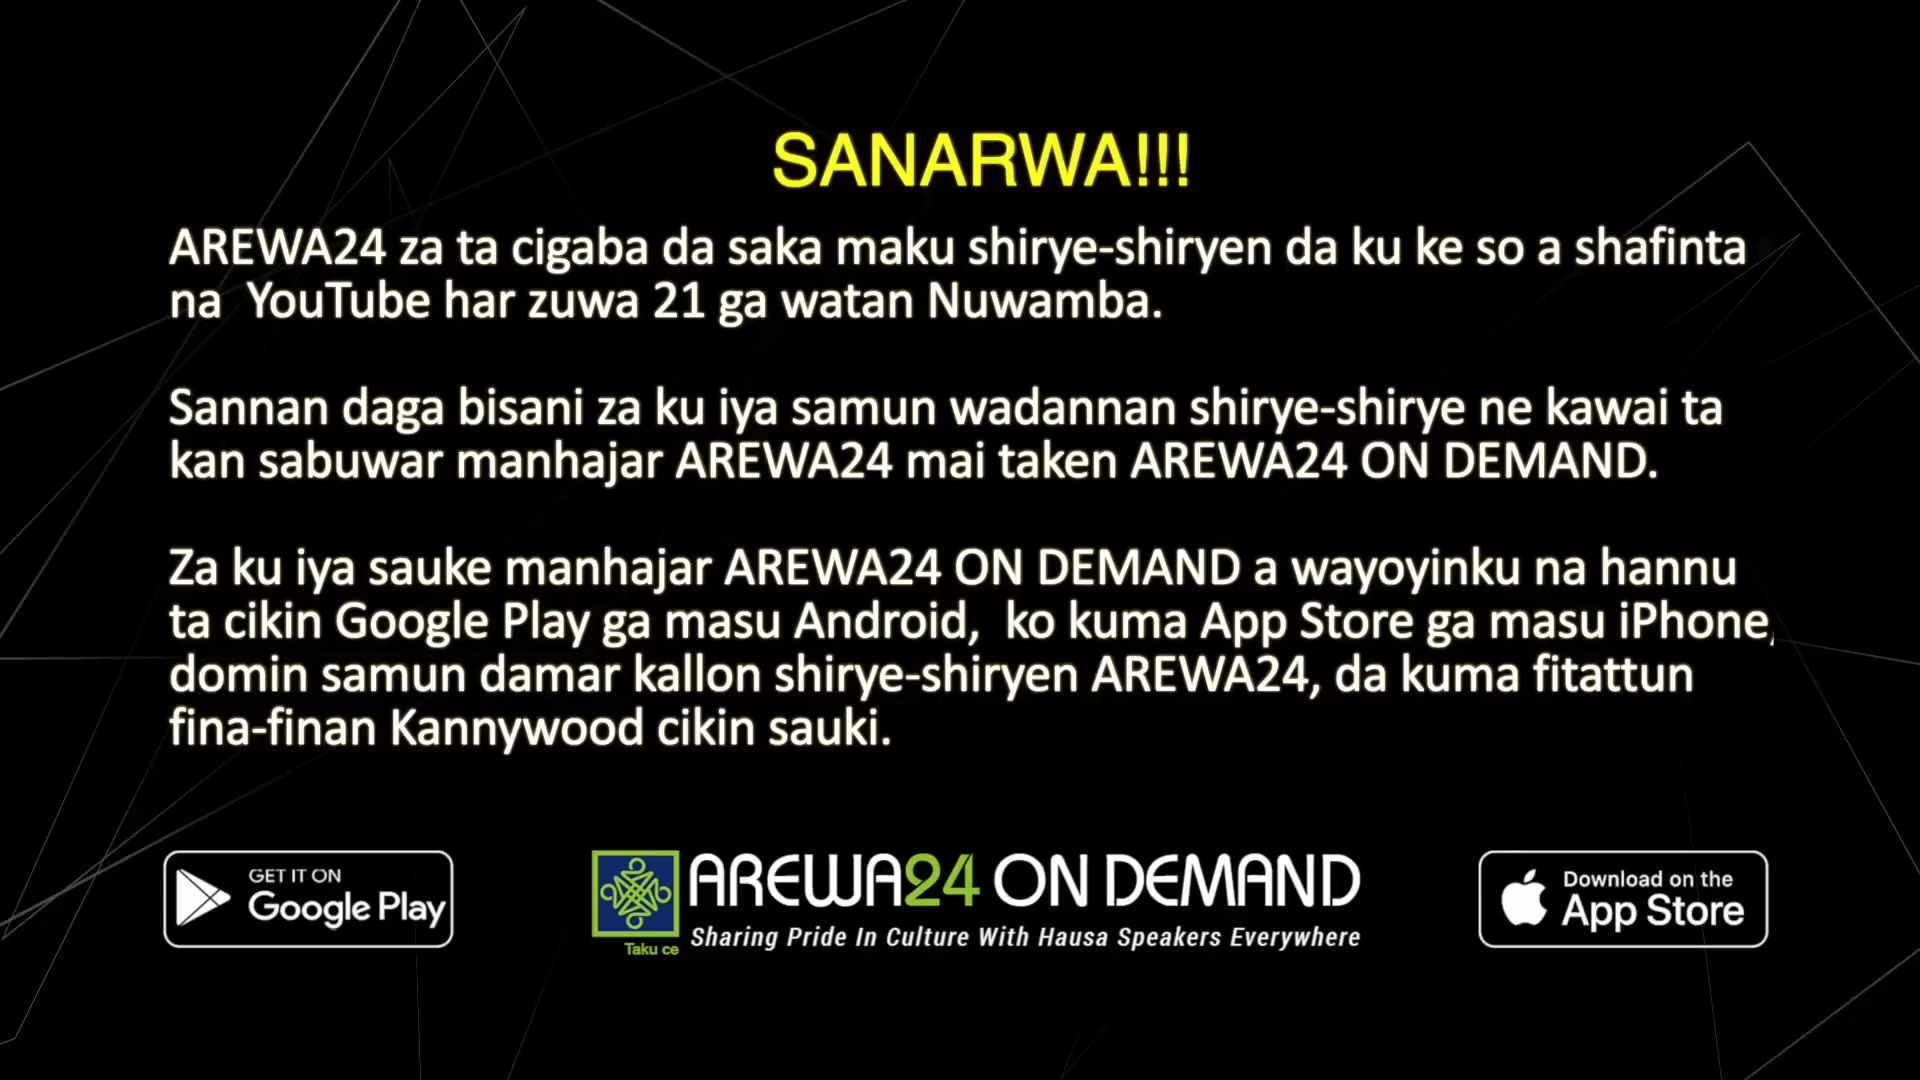 SANARWA!!!
AREWA24 za ta cigaba da saka maku shirye-shiryen da ku ke so a shafinta
na YouTube har zuwa 21 ga watan Nuwamba.
Sannan daga bisani za ku iya samun wadannan shirye-shirye ne kawai ta
kan sabuwar manhajar AREWA24 mai taken AREWA24 ON DEMAND.
Za ku iya sauke manhajar AREWA24 ON DEMAND a wayoyinku na hannu
ta cikin Google Play ga masu Android, ko kuma App Store ga masu iPhone,
domin samun damar kallon shirye-shiryen AREWA24, da kuma fitattun
fina-finan Kannywood cikin sauki.
GET IT ON
Google Play
AREWA24 ON DEMAND
Sharing Pride In Culture With Hausa Speakers Everywhere
Taku ce
Download on the
App Store